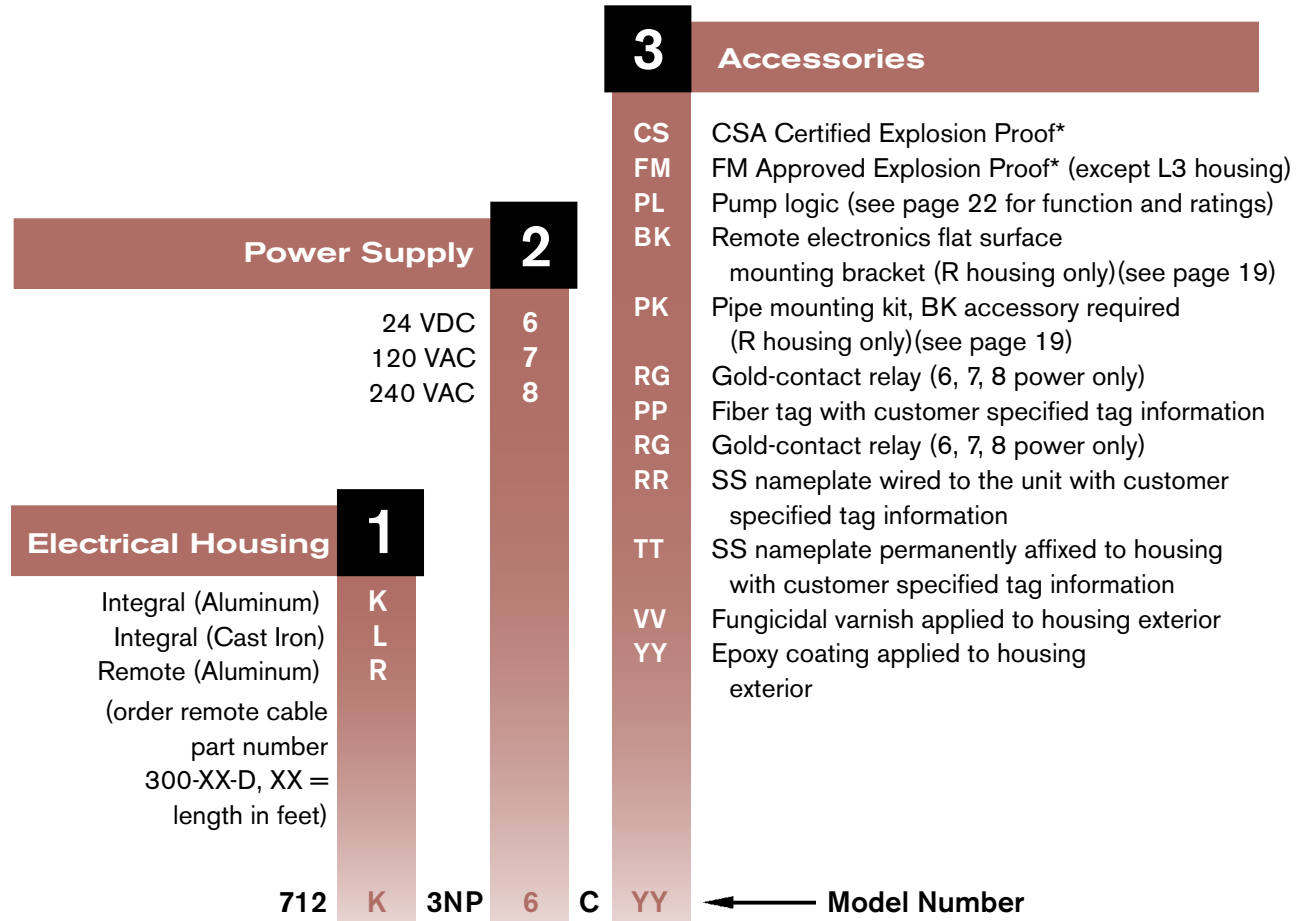 3 Accessories
CS CSA Certified Explosion Proof*
FM FM Approved Explosion Proof* (except L3 housing)
PL Pump logic (see page 22 for function and ratings)
BK Remote electronics flat surface
mounting bracket (R housing only)(see page 19)
PK Pipe mounting kit, BK accessory required
(R housing only)(see page 19)
RG Gold-contact relay (6, 7, 8 power only)
PP Fiber tag with customer specified tag information
RG Gold-contact relay (6, 7, 8 power only)
RR SS nameplate wired to the unit with customer
specified tag information
TT SS nameplate permanently affixed to housing
with customer specified tag information
VV Fungicidal varnish applied to housing exterior
YY Epoxy coating applied to housing
exterior
Power Supply 2
24 VDC 6
120 VAC 7
240 VAC 8
Electrical Housing 1
Integral (Aluminum) K
Integral (Cast Iron) L
Remote (Aluminum) R
(order remote cable
part number
300-XX-D, XX =
length in feet)
712 K 3NP 6 C YY Model Number